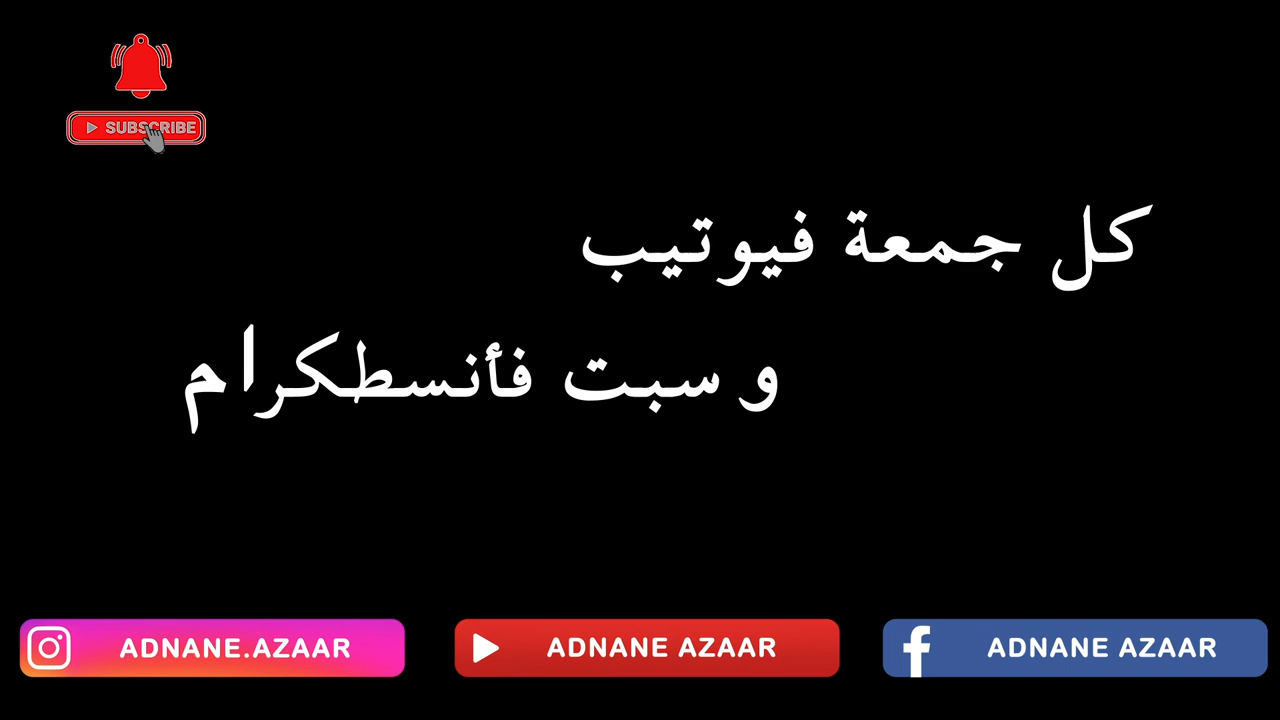 SUBSCRIBE
كل جمعة فيوتيب
و سبت فأنسطكرام
ADNANE.AZAAR
ADNANE AZAAR
ADNANE AZAAR